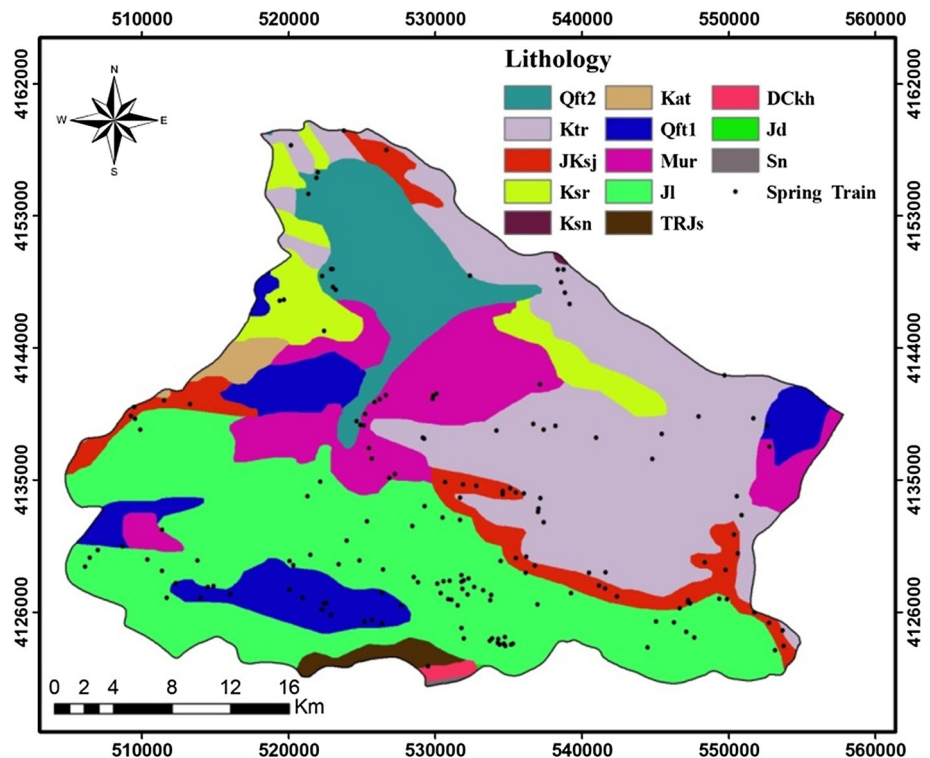 510000 520000 530000 540000 550000 560000
Lithology
N
W E
S
Qft2 Kat DCkh
Ktr Qft1 Jd
JKsj Mur Sn
Ksr Jl Spring Train
Ksn TRJs
4162000 4162000
4153000 4153000
4144000 4144000
4135000 4135000
4126000 4126000
0 2 4 8 12 16
Km
510000 520000 530000 540000 550000 560000